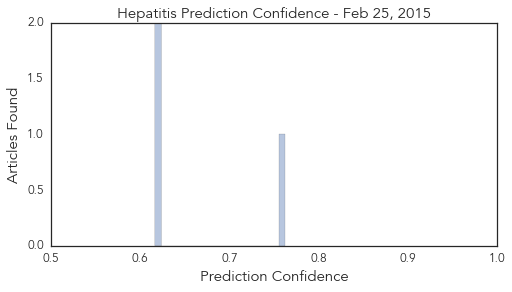 Hepatitis Prediction Confidence - Feb 25, 2015
2.0
1.5
1.0
0.5
0.0
Articles Found
0.5 0.6 0.7 0.8 0.9 1.0
Prediction Confidence